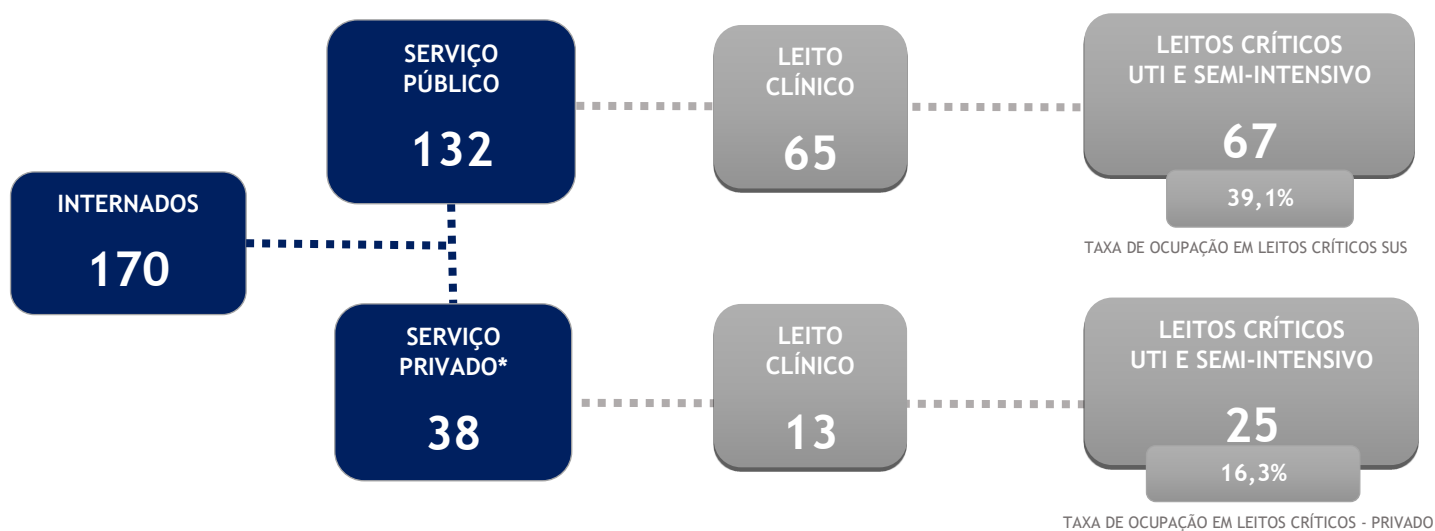 INTERNADOS
170
SERVIÇO
PÚBLICO
132
LEITO
CLÍNICO
65
LEITOS CRÍTICOS
UTI E SEMI-INTENSIVO
67
39,1%
TAXA DE OCUPAÇÃO EM LEITOS CRÍTICOS SUS
SERVIÇO
PRIVADO*
38
LEITO
CLÍNICO
13
LEITOS CRÍTICOS
UTI E SEMI-INTENSIVO
25
16,3%
TAXA DE OCUPAÇÃO EM LEITOS CRÍTICOS - PRIVADO